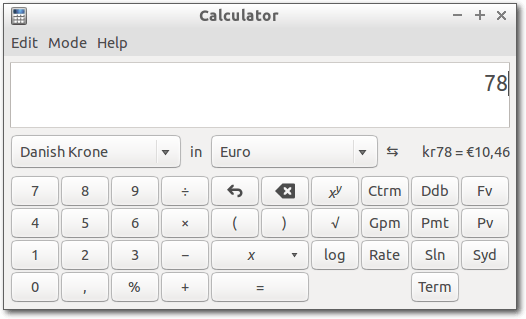 Calculator
Edit Mode Help
78
Danish Krone in Euro ⇆ kr78 = €10,46
7 8 9 ÷ xʸ Ctrm Ddb Fv
4 5 6 × ( ) √ Gpm Pmt Pv
1 2 3 − x log Rate Sln Syd
0 , % + = Term